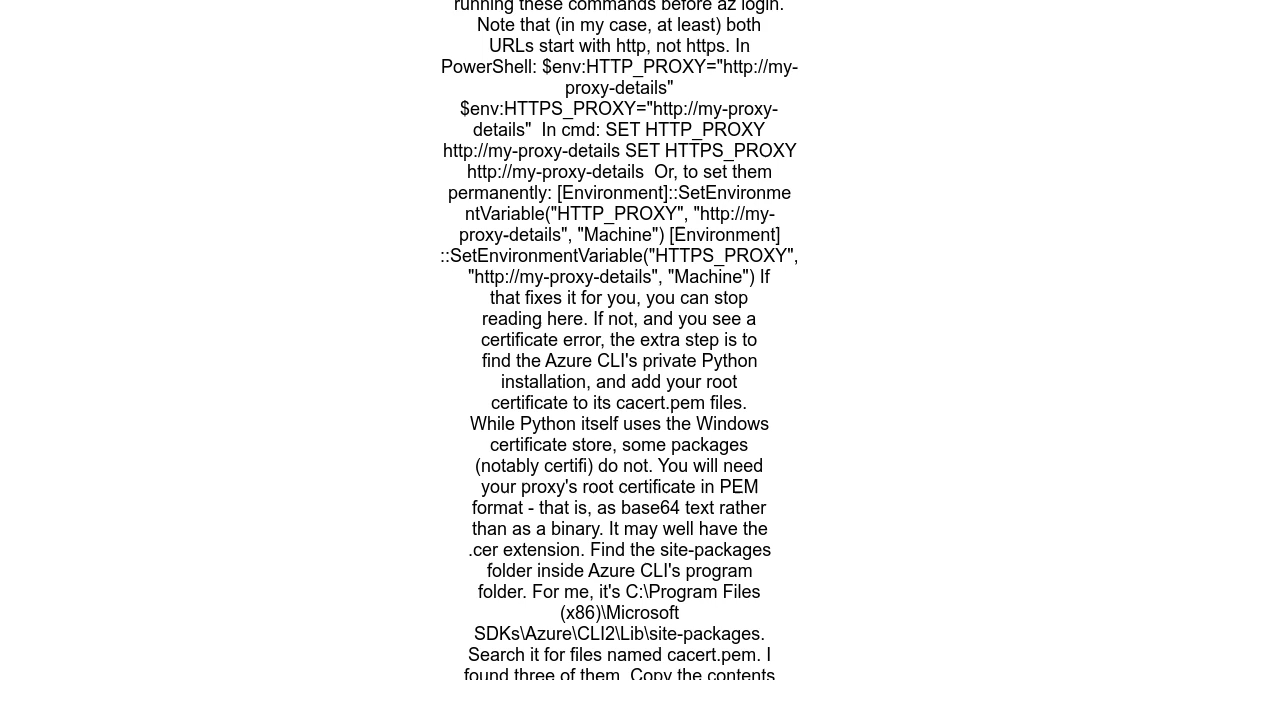 running these commands before az login.
Note that (in my case, at least) both
URLs start with http, not https. In
PowerShell: $env:HTTP_PROXY="http://my-
proxy-details"
$env:HTTPS_PROXY="http://my-proxy-
details"  In cmd: SET HTTP_PROXY
http://my-proxy-details SET HTTPS_PROXY
http://my-proxy-details  Or, to set them
permanently: [Environment]::SetEnvironme
ntVariable("HTTP_PROXY", "http://my-
proxy-details", "Machine") [Environment]
::SetEnvironmentVariable("HTTPS_PROXY",
"http://my-proxy-details", "Machine") If
that fixes it for you, you can stop
reading here. If not, and you see a
certificate error, the extra step is to
find the Azure CLI's private Python
installation, and add your root
certificate to its cacert.pem files.
While Python itself uses the Windows
certificate store, some packages
(notably certifi) do not. You will need
your proxy's root certificate in PEM
format - that is, as base64 text rather
than as a binary. It may well have the
.cer extension. Find the site-packages
folder inside Azure CLI's program
folder. For me, it's C:\Program Files
(x86)\Microsoft
SDKs\Azure\CLI2\Lib\site-packages.
Search it for files named cacert.pem. I
found three of them. Copy the contents